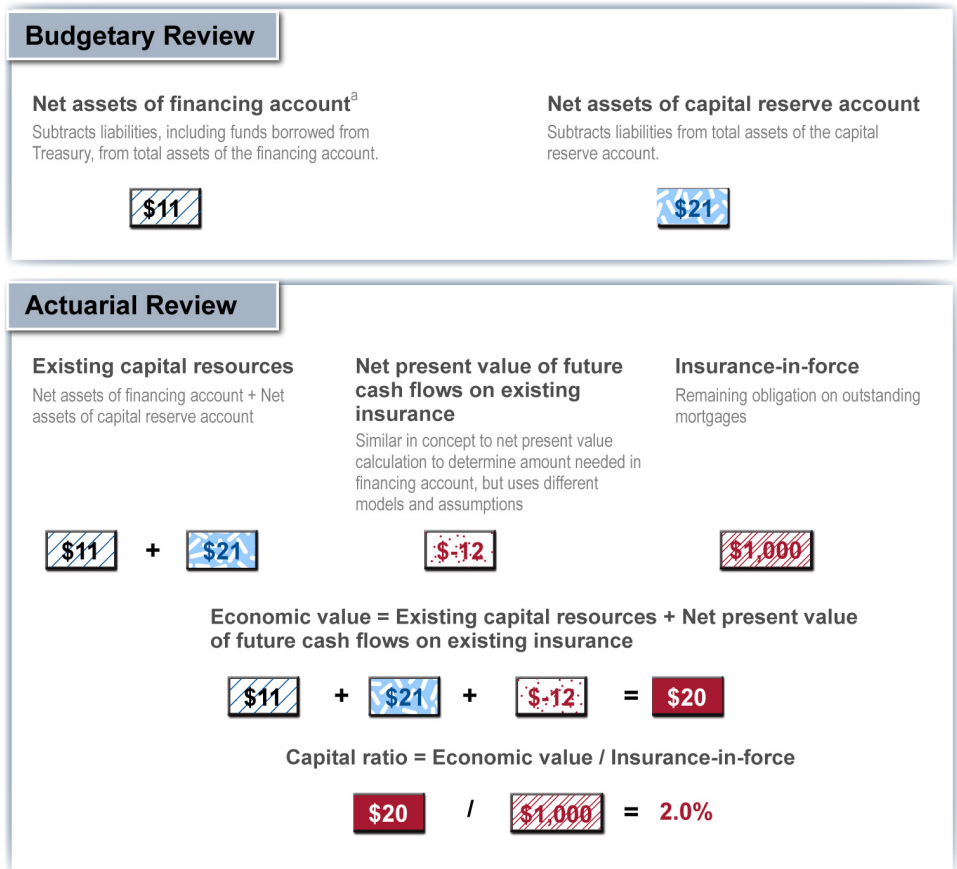 Budgetary Review
Net assets of financing accountᵃ
Subtracts liabilities, including funds borrowed from
Treasury, from total assets of the financing account.
$11
Net assets of capital reserve account
Subtracts liabilities from total assets of the capital
reserve account.
$21
Actuarial Review
Existing capital resources
Net assets of financing account + Net
assets of capital reserve account
Net present value of future
cash flows on existing
insurance
Similar in concept to net present value
calculation to determine amount needed in
financing account, but uses different
models and assumptions
Insurance-in-force
Remaining obligation on outstanding
mortgages
$11 + $21
$-12
$1,000
Economic value = Existing capital resources + Net present value
of future cash flows on existing insurance
$11 + $21 + $-12 = $20
Capital ratio = Economic value / Insurance-in-force
$20 / $1,000 = 2.0%